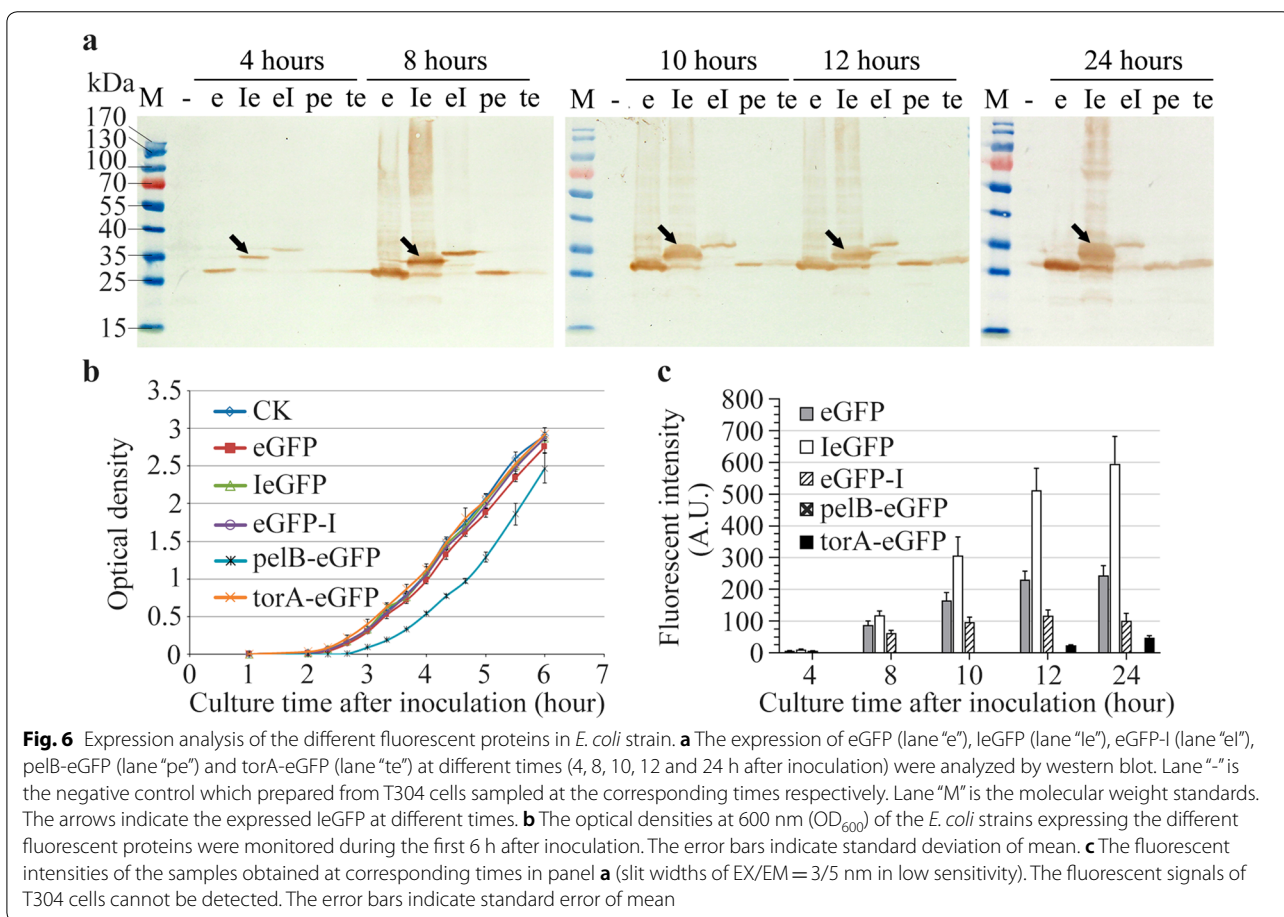 a
4 hours 8 hours 10 hours 12 hours 24 hours
kDa M - e Ie eI pe te e Ie eI pe te M e Ie eI pe te e Ie eI pe te M - e Ie eI pe te
170
130
100
70
55
40
35
25
15
b
3.5
3
2.5
2
1.5
1
0.5
0
Optical density
CK
eGFP
IeGFP
eGFP-I
pelB-eGFP
torA-eGFP
0 1 2 3 4 5 6 7
Culture time after inoculation (hour)
c
800
700
600
500
400
300
200
100
0
Fluorescent intensity
(A.U.)
eGFP
IeGFP
eGFP-I
pelB-eGFP
torA-eGFP
4 8 10 12 24
Culture time after inoculation (hour)
Fig. 6 Expression analysis of the different fluorescent proteins in E. coli strain. a The expression of eGFP (lane “e”), IeGFP (lane “Ie”), eGFP-I (lane “eI”),
pelB-eGFP (lane “pe”) and torA-eGFP (lane “te”) at different times (4, 8, 10, 12 and 24 h after inoculation) were analyzed by western blot. Lane “-” is
the negative control which prepared from T304 cells sampled at the corresponding times respectively. Lane “M” is the molecular weight standards.
The arrows indicate the expressed IeGFP at different times. b The optical densities at 600 nm (OD600) of the E. coli strains expressing the different
fluorescent proteins were monitored during the first 6 h after inoculation. The error bars indicate standard deviation of mean. c The fluorescent
intensities of the samples obtained at corresponding times in panel a (slit widths of EX/EM = 3/5 nm in low sensitivity). The fluorescent signals of
T304 cells cannot be detected. The error bars indicate standard error of mean